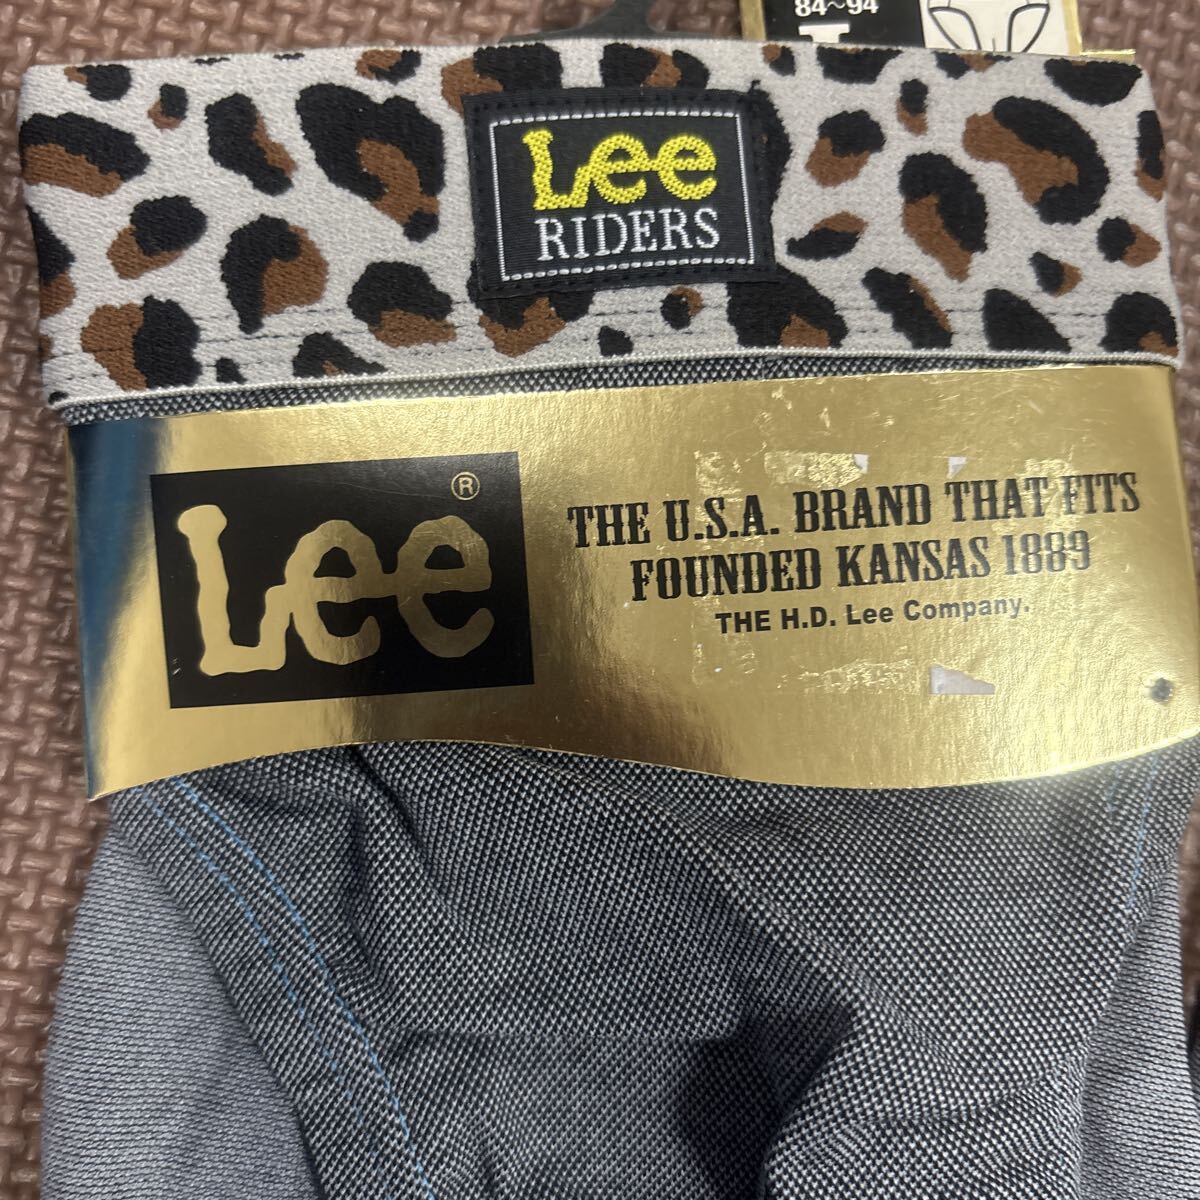 84~94
L
Lee
RIDERS
Lee®
THE U.S.A. BRAND THAT FITS
FOUNDED KANSAS 1889
THE H.D. Lee Company.